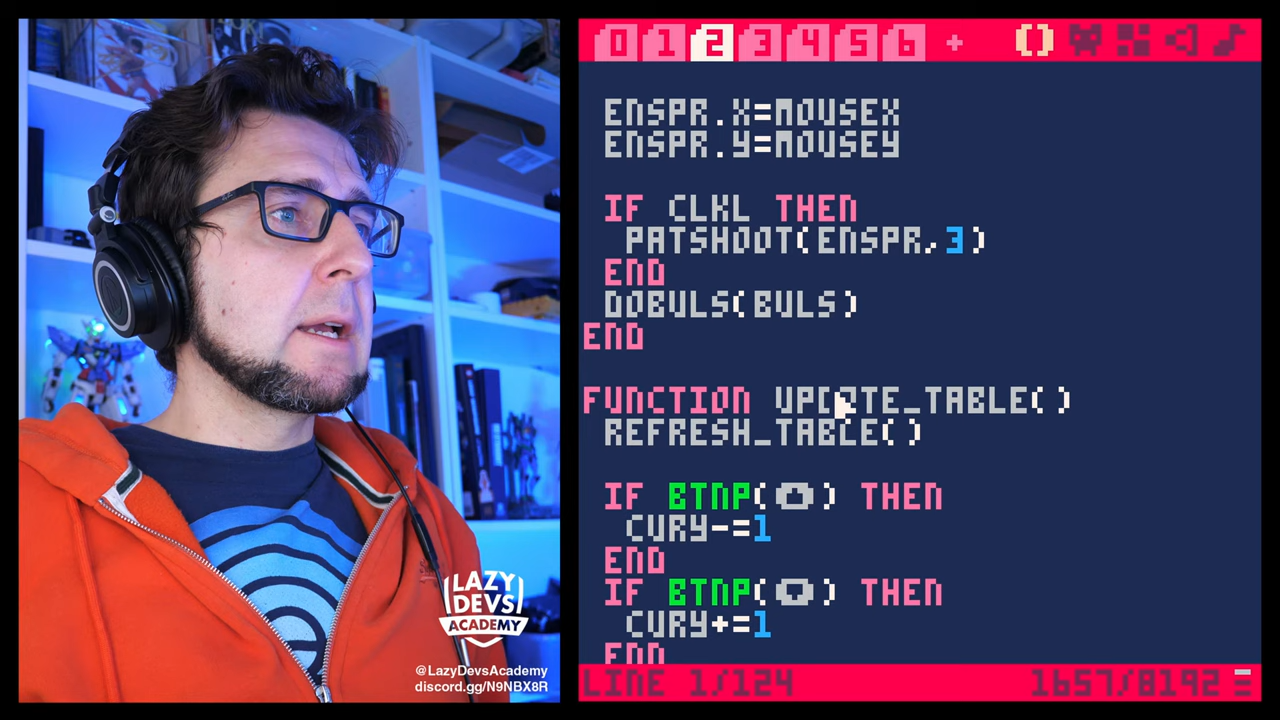 0 1 2 3 4 5 6 +
ENSPR.X=MOUSEX
ENSPR.Y=MOUSEY
IF CLKL THEN
PATSHOOT(ENSPR,3)
END
DOBULS(BULS)
END
FUNCTION UPDATE_TABLE()
REFRESH_TABLE()
IF BTNP(⬆️) THEN
CURY-=1
END
IF BTNP(⬇️) THEN
CURY+=1
END
LINE 1/124
1657/8192
LAZY
DEVS
ACADEMY
@LazyDevsAcademy
discord.gg/N9NBX8R